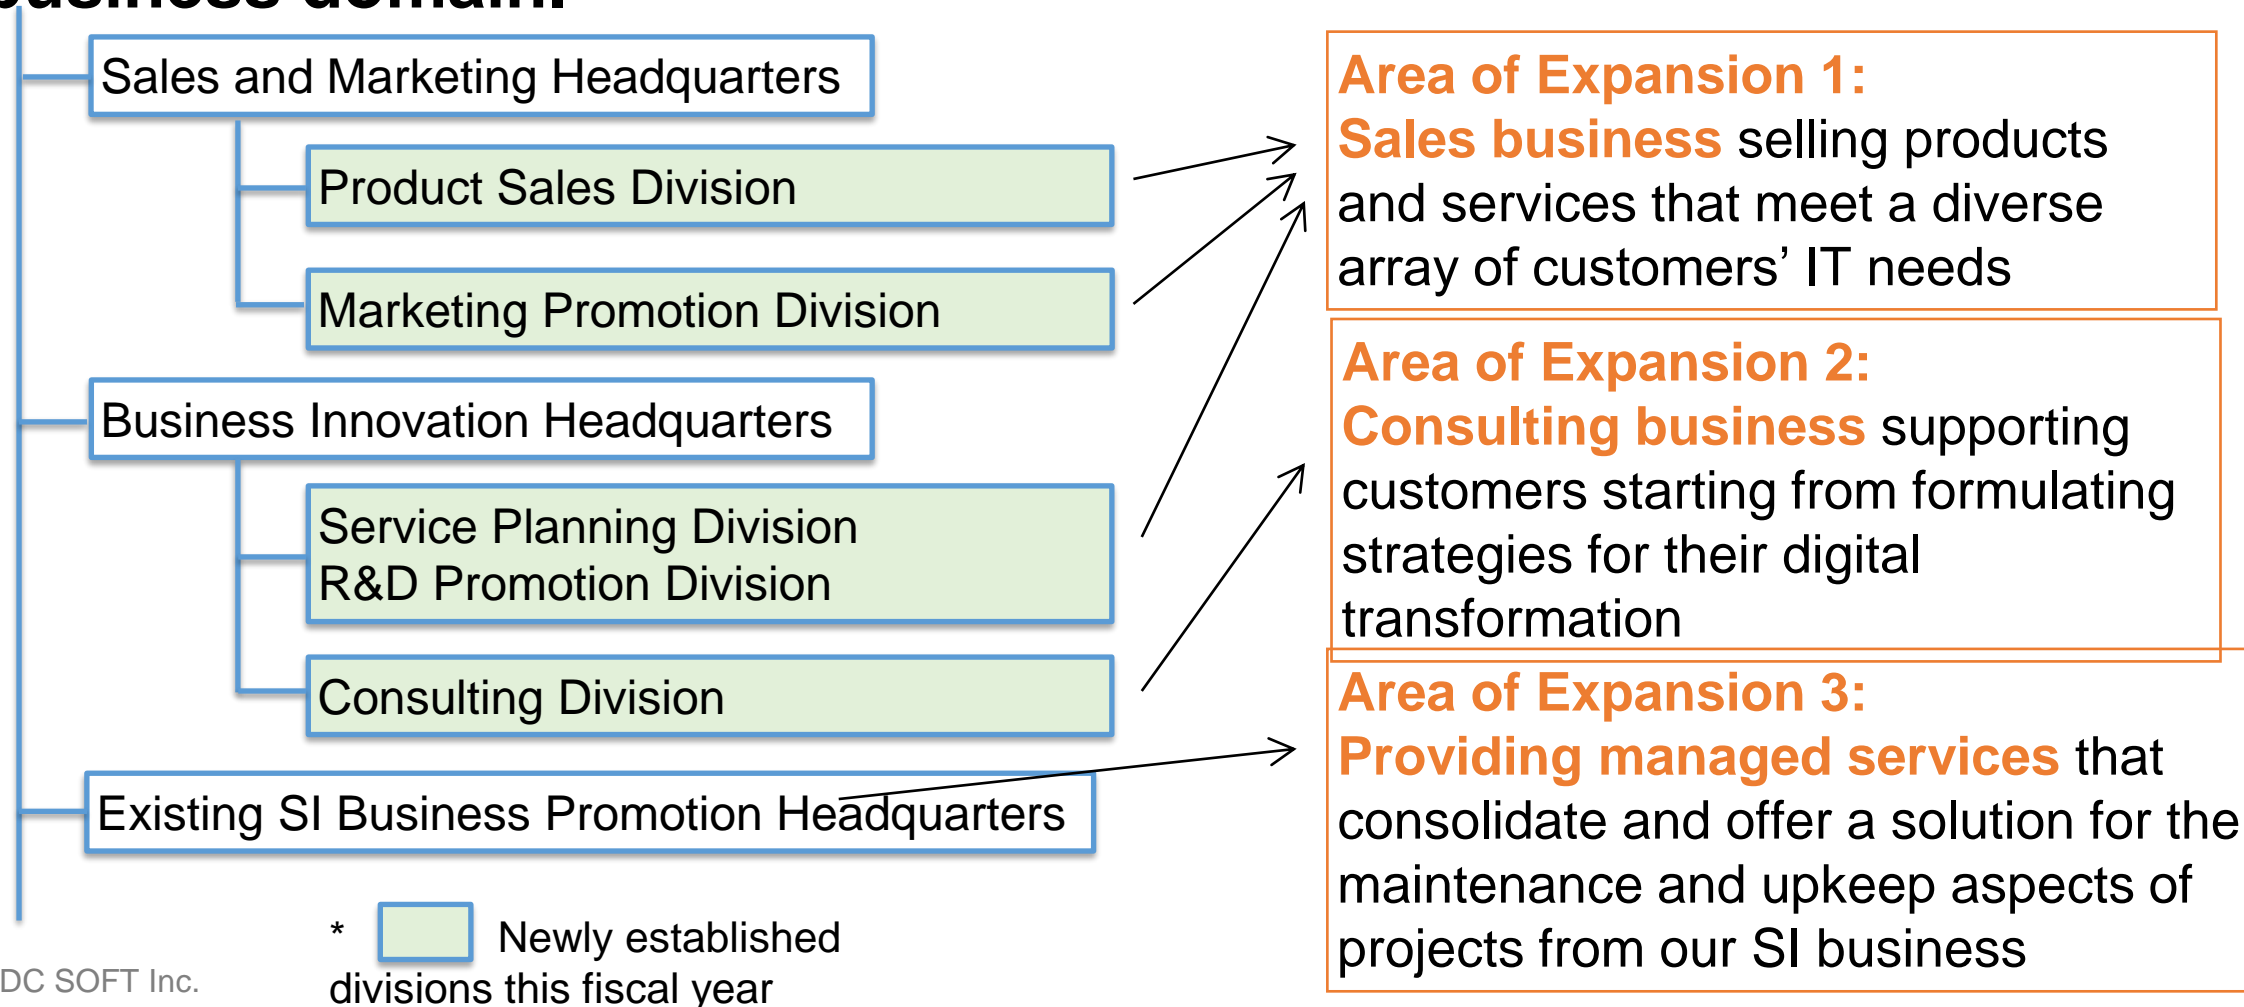 business domain.
Sales and Marketing Headquarters
Product Sales Division
Marketing Promotion Division
Business Innovation Headquarters
Service Planning Division
R&D Promotion Division
Consulting Division
Existing SI Business Promotion Headquarters
* Newly established
divisions this fiscal year
Area of Expansion 1:
Sales business selling products
and services that meet a diverse
array of customers’ IT needs
Area of Expansion 2:
Consulting business supporting
customers starting from formulating
strategies for their digital
transformation
Area of Expansion 3:
Providing managed services that
consolidate and offer a solution for the
maintenance and upkeep aspects of
projects from our SI business
DC SOFT Inc.